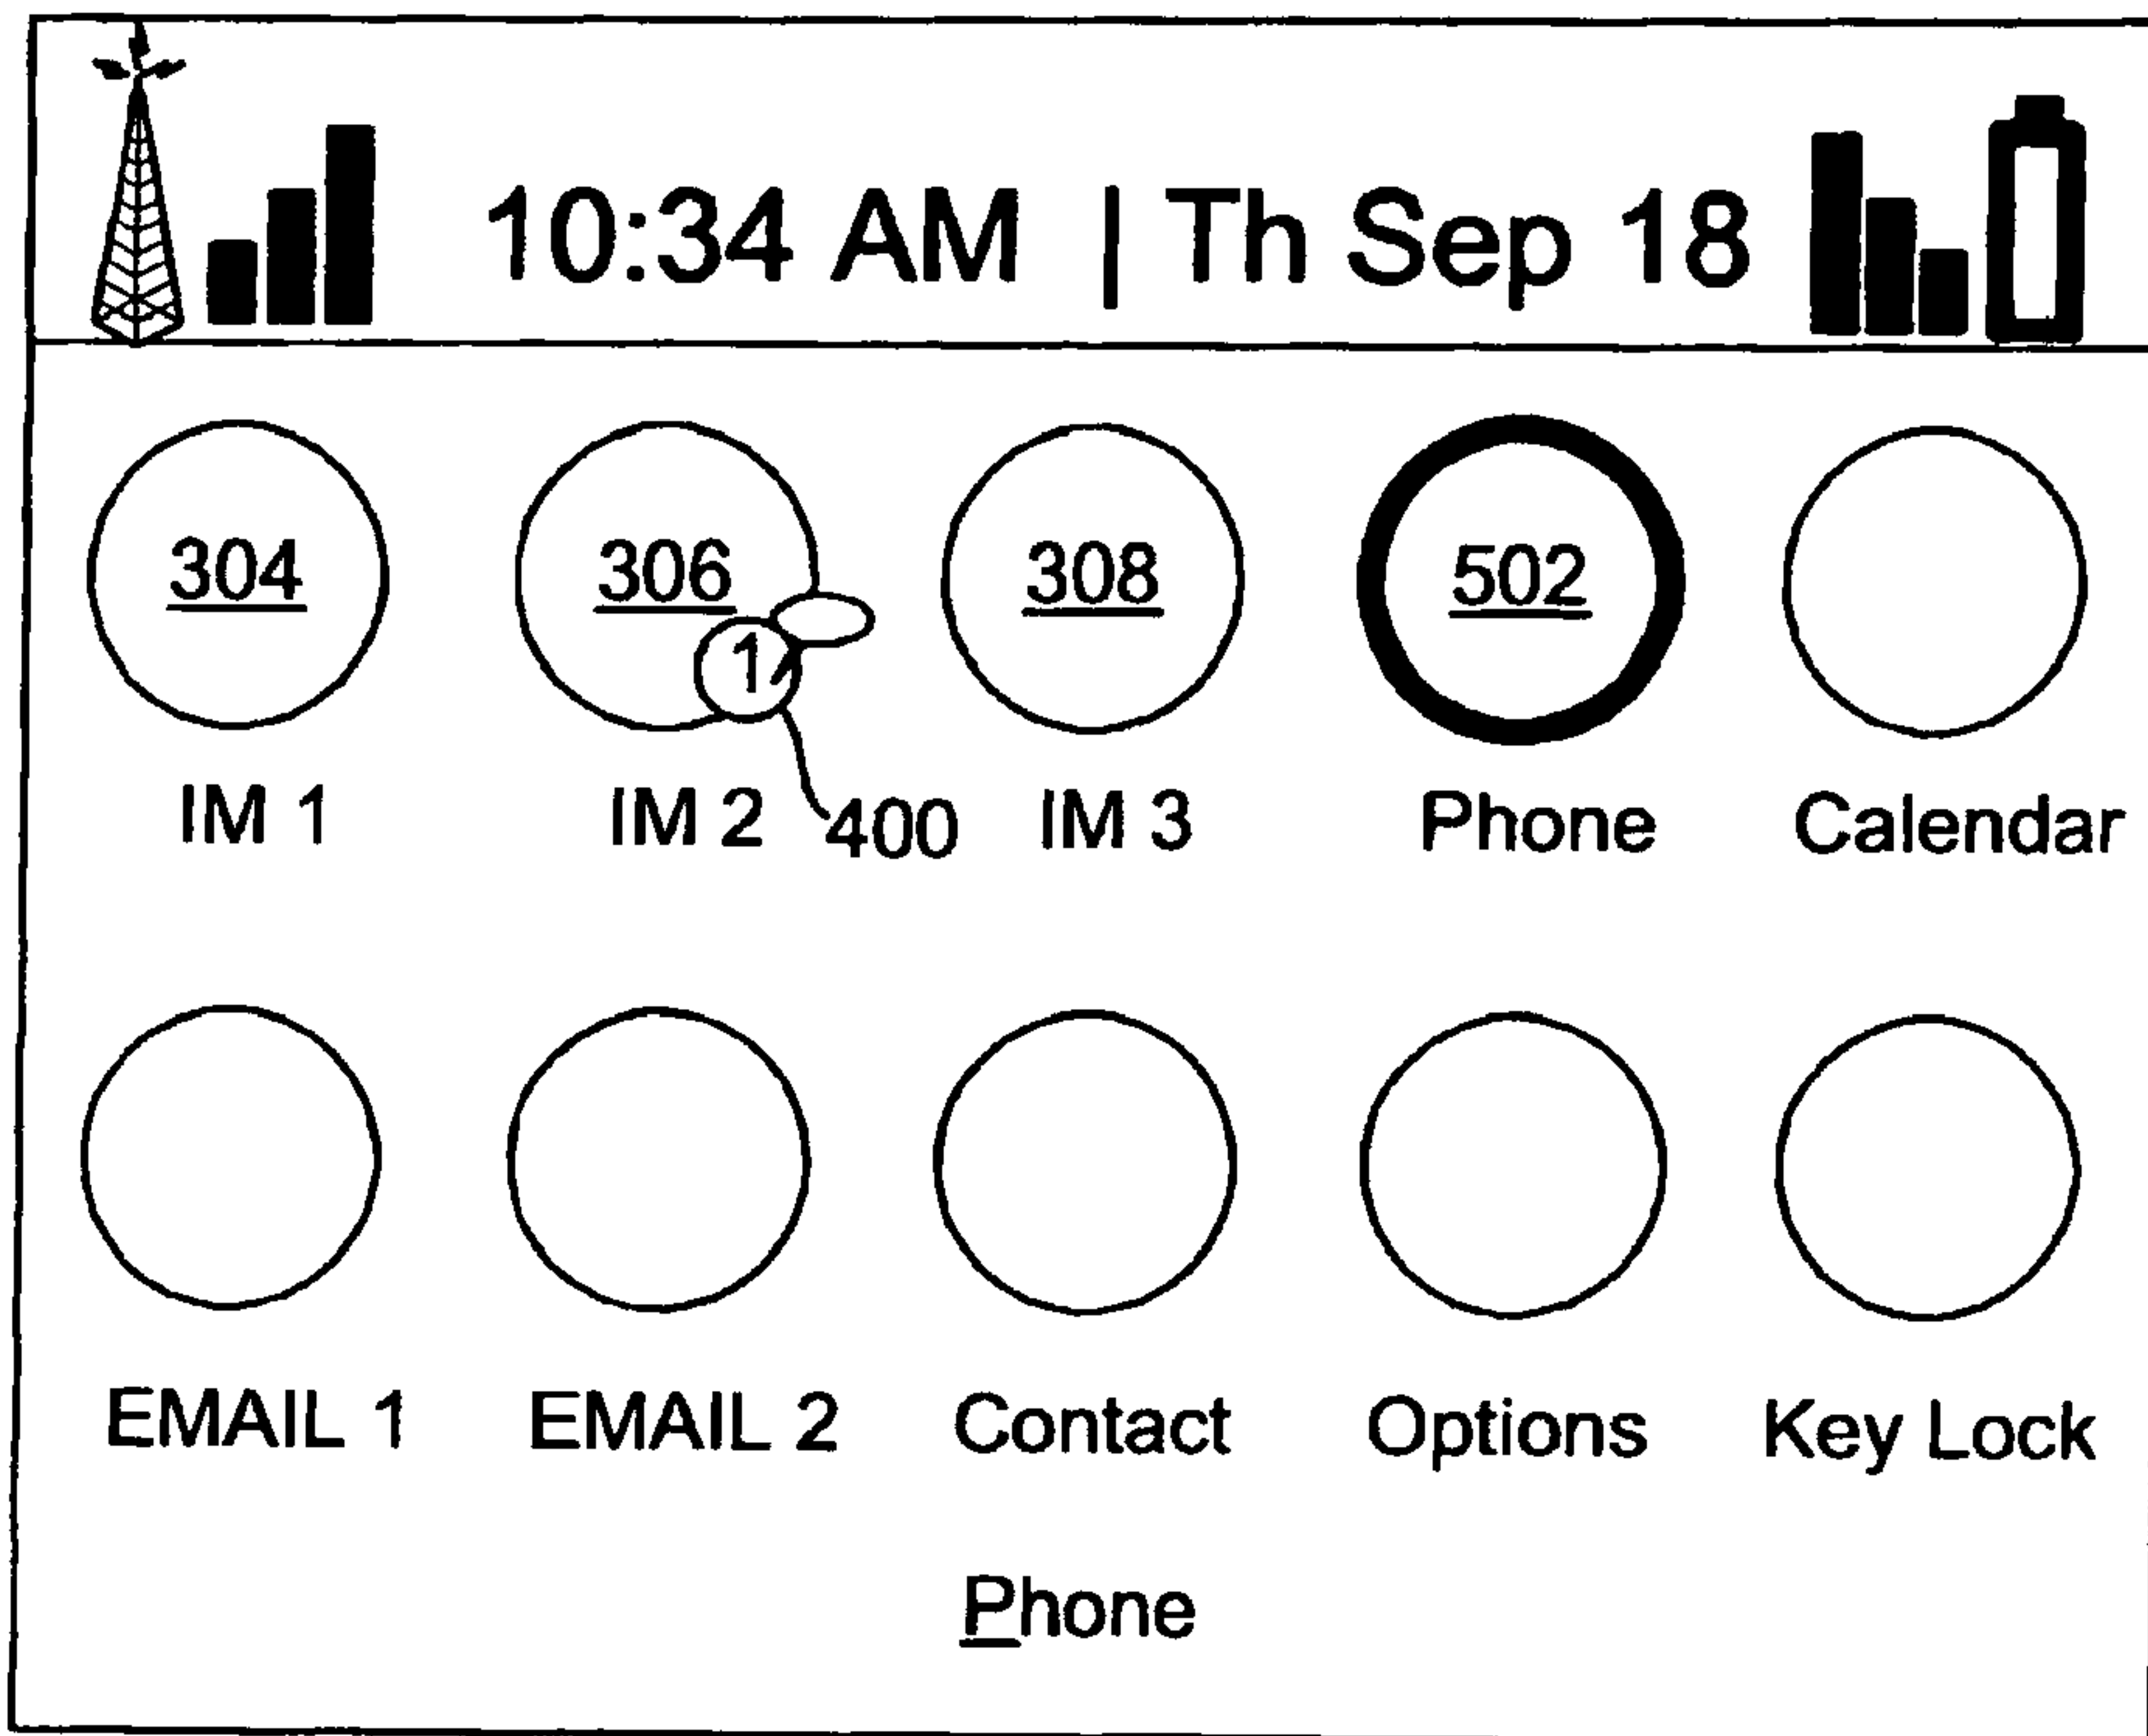 10:34 AM | Th Sep 18
304 306 308 502
1
IM 1 IM 2 400 IM 3 Phone Calendar
EMAIL 1 EMAIL 2 Contact Options Key Lock
Phone